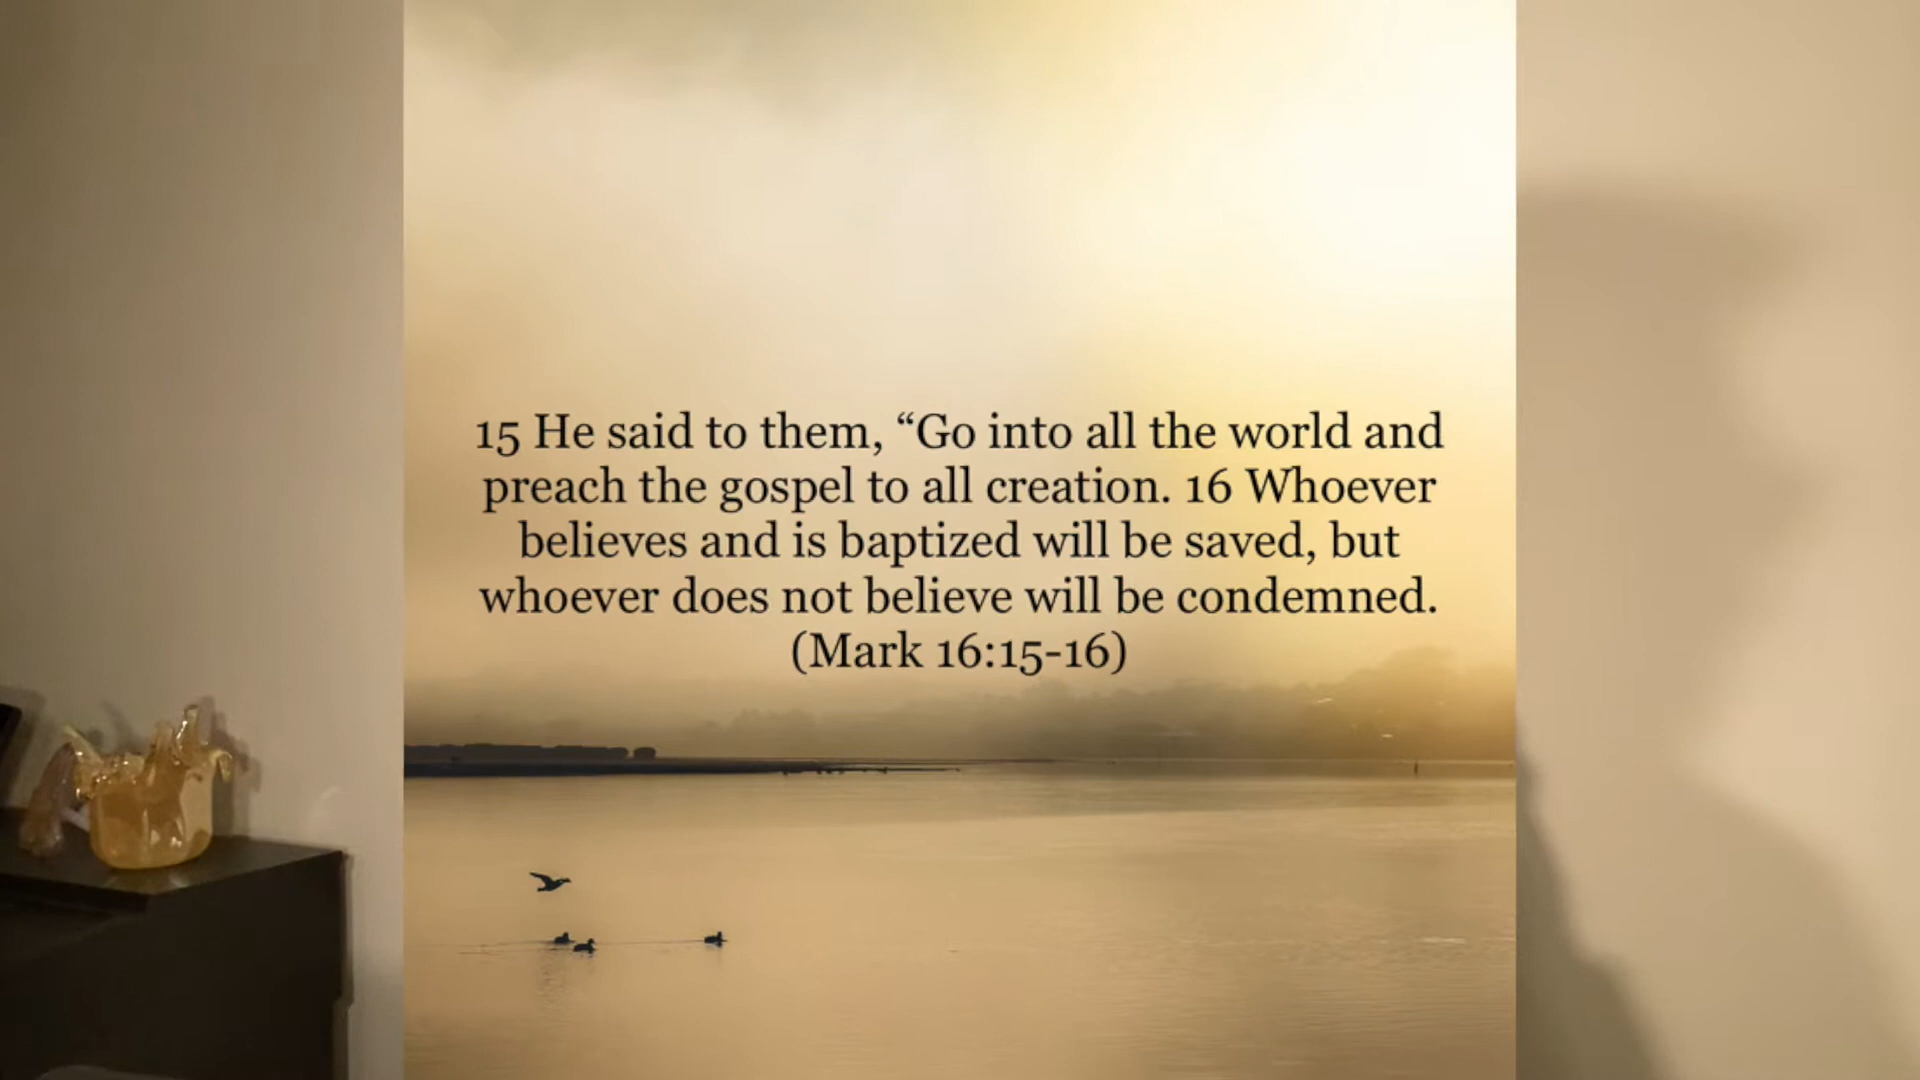 15 He said to them, “Go into all the world and
preach the gospel to all creation. 16 Whoever
believes and is baptized will be saved, but
whoever does not believe will be condemned.
(Mark 16:15-16)